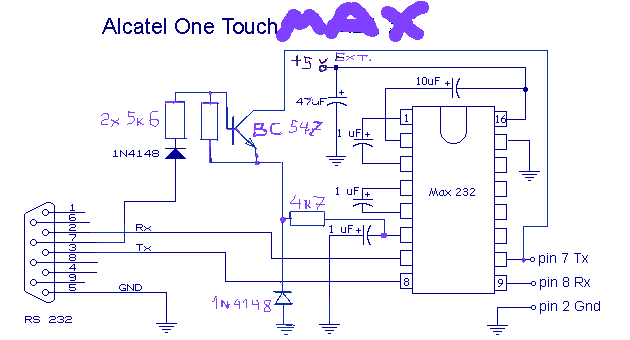 Alcatel One Touch MAX
+5v EXT.
10uF +
47uF +
2x 5k6
BC 547
1N4148
1 uF +
1 16
Max 232
1 uF +
4k7
1 uF +
1
6
2 Rx
7
3 Tx
8
4
9
5 GND
8 9
pin 7 Tx
pin 8 Rx
pin 2 Gnd
1N4148
RS 232